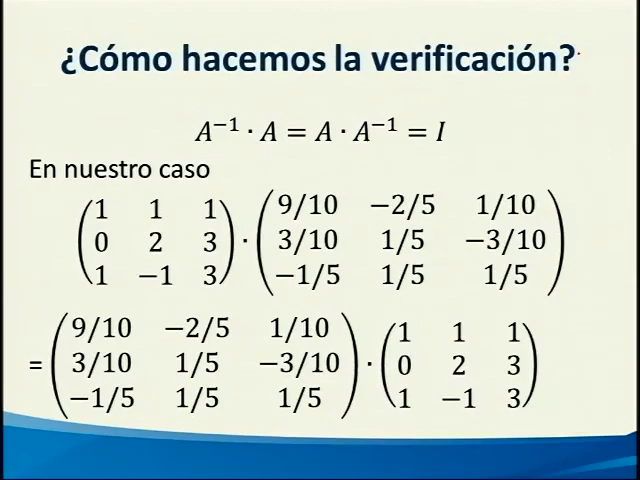 ¿Cómo hacemos la verificación?
A⁻¹ · A = A · A⁻¹ = I
En nuestro caso
(1 1 1) (9/10 −2/5 1/10)
(0 2 3) · (3/10 1/5 −3/10)
(1 −1 3) (−1/5 1/5 1/5)
(9/10 −2/5 1/10) (1 1 1)
= (3/10 1/5 −3/10) · (0 2 3)
(−1/5 1/5 1/5) (1 −1 3)